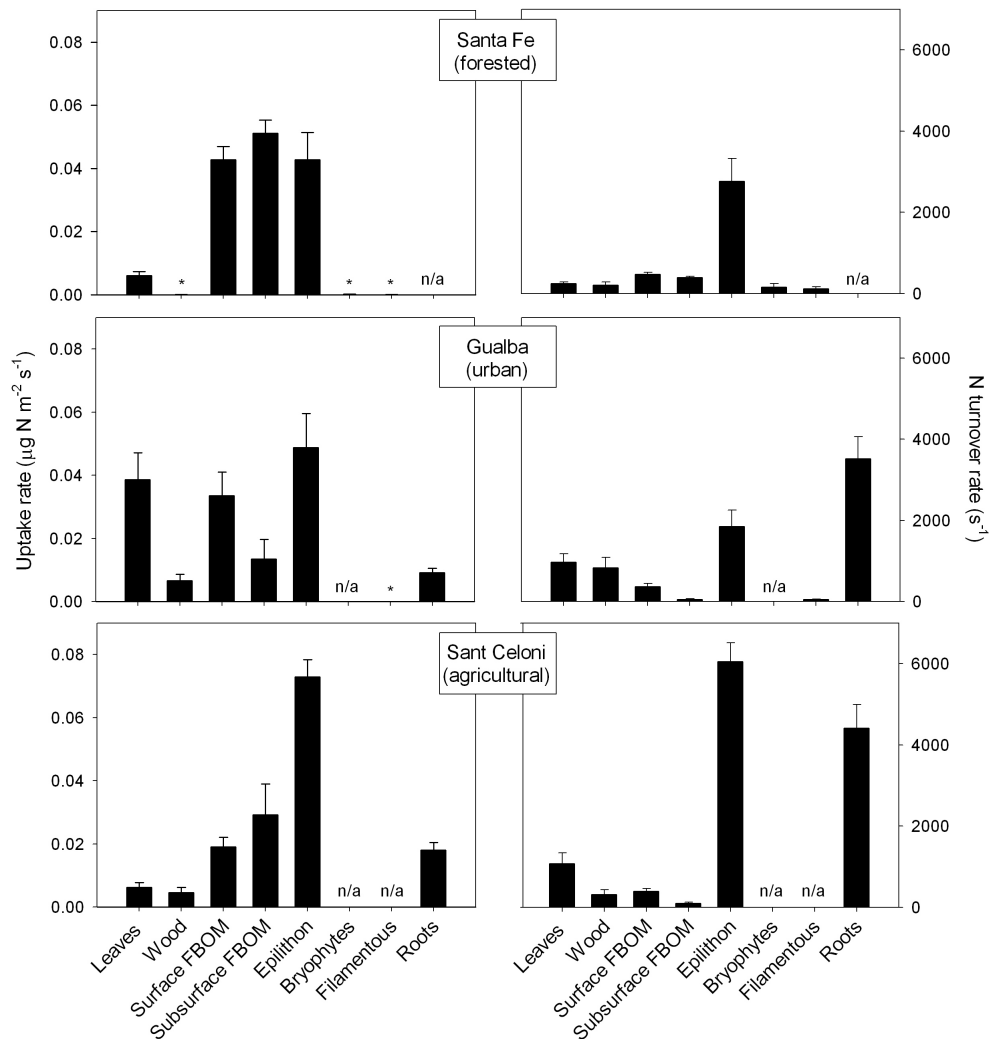 Santa Fe
(forested)
0.08
0.06
0.04
0.02
0.00
* * * n/a
6000
4000
2000
0
n/a
Gualba
(urban)
0.08
0.06
0.04
0.02
0.00
n/a *
6000
4000
2000
0
n/a
Uptake rate (μg N m-2 s-1)
N turnover rate (s-1)
Sant Celoni
(agricultural)
0.08
0.06
0.04
0.02
0.00
n/a n/a
6000
4000
2000
0
n/a n/a
Leaves
Wood
Surface FBOM
Subsurface FBOM
Epilithon
Bryophytes
Filamentous
Roots
Leaves
Wood
Surface FBOM
Subsurface FBOM
Epilithon
Bryophytes
Filamentous
Roots